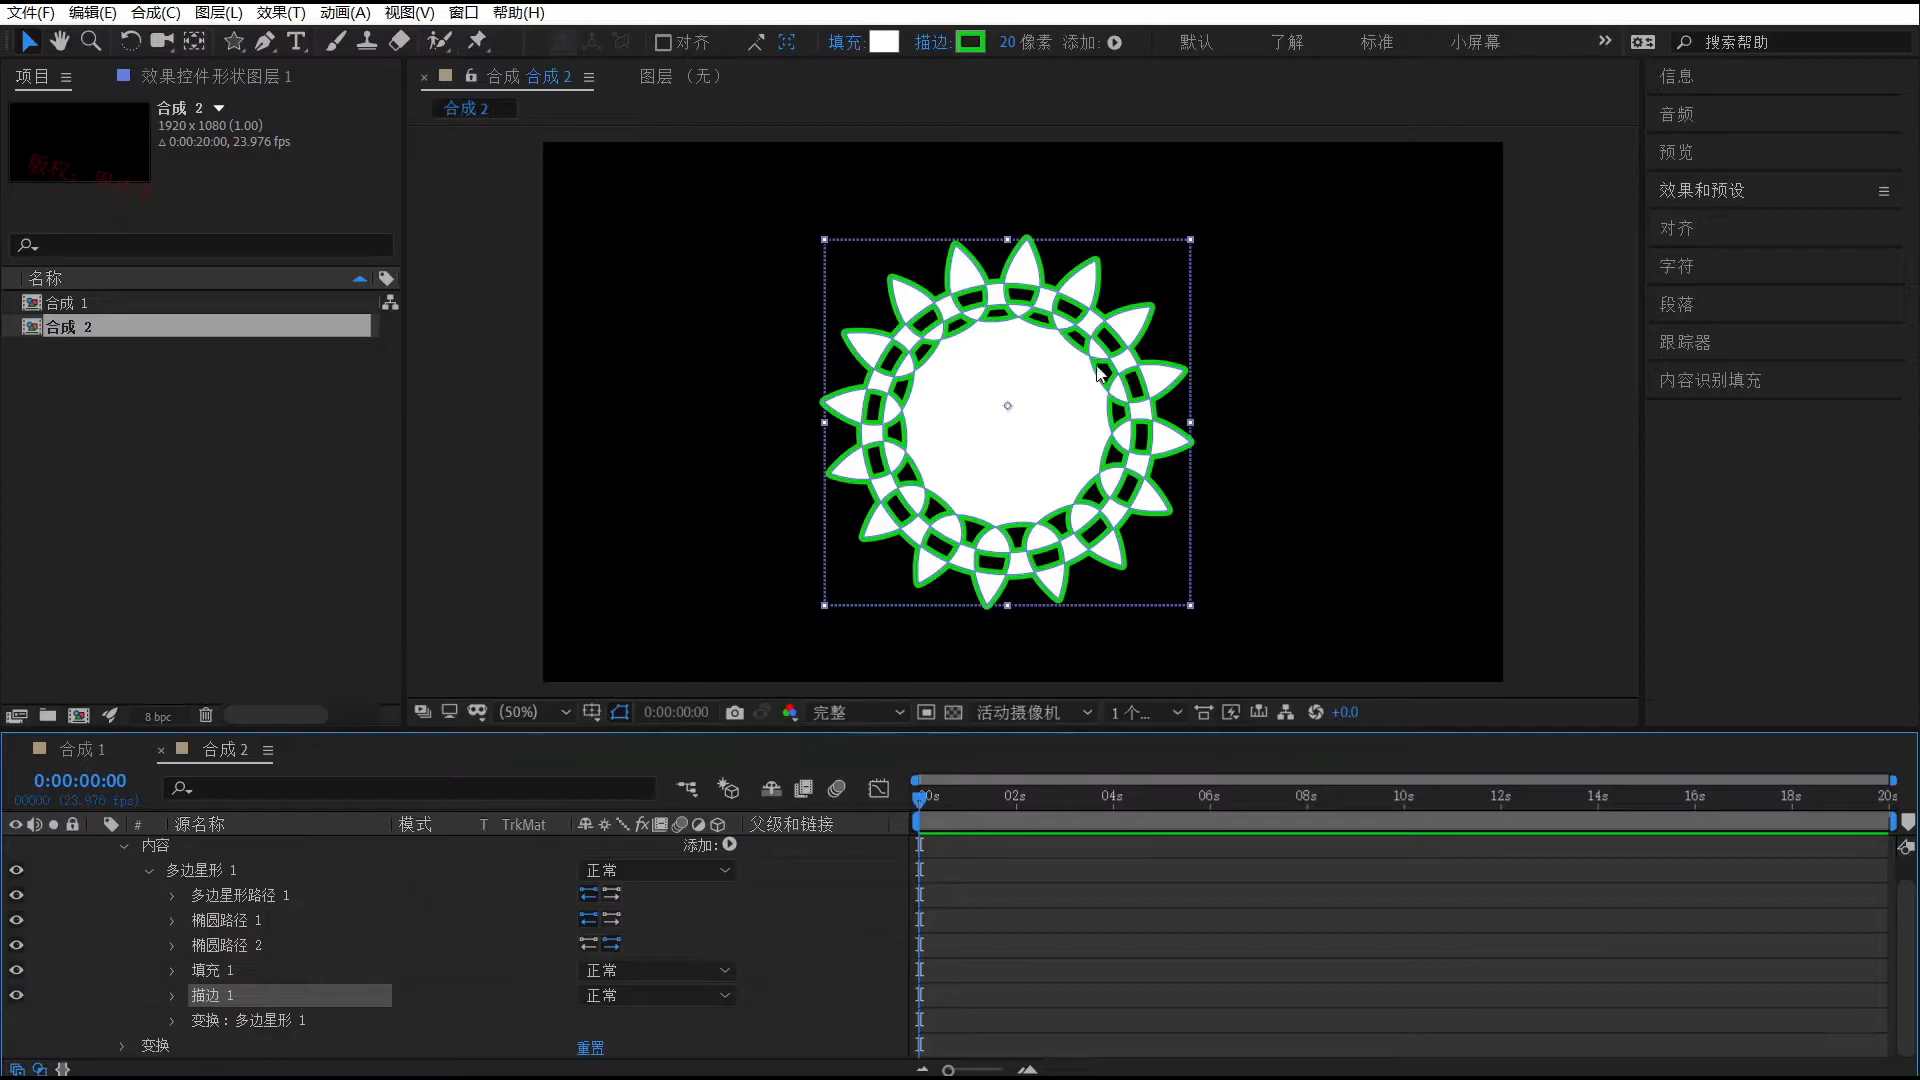 文件(F) 编辑(E) 合成(C) 图层(L) 效果(T) 动画(A) 视图(V) 窗口 帮助(H)
对齐 填充: 描边: 20 像素 添加: 默认 了解 标准 小屏幕 搜索帮助
项目 效果控件形状图层 1
合成 合成 2 图层 （无）
合成 2
合成 2
1920 x 1080 (1.00)
Δ 0:00:20:00, 23.976 fps
版权:
名称
合成 1
合成 2
8 bpc
信息
音频
预览
效果和预设
对齐
字符
段落
跟踪器
内容识别填充
(50%) 0:00:00:00 完整 活动摄像机 1 个... +0.0
合成 1 合成 2
0:00:00:00
00000 (23.976 fps)
00s 02s 04s 06s 08s 10s 12s 14s 16s 18s 20s
# 源名称 模式 T TrkMat fx 父级和链接
内容 添加:
多边星形 1 正常
多边星形路径 1
椭圆路径 1
椭圆路径 2
填充 1 正常
描边 1 正常
变换: 多边星形 1
变换 重置